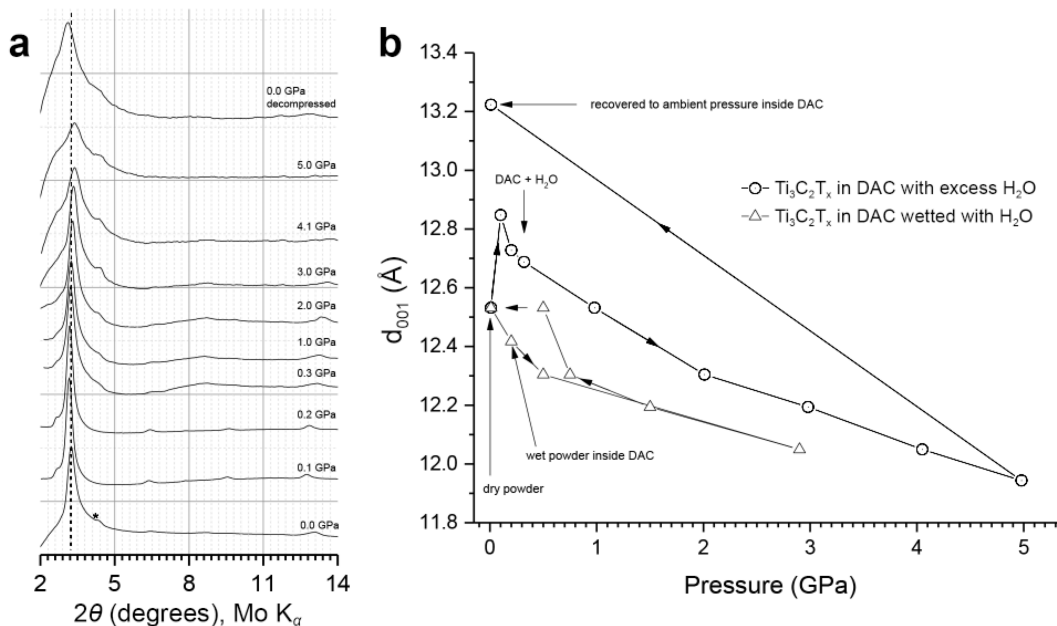 a
0.0 GPa
decompressed
5.0 GPa
4.1 GPa
3.0 GPa
2.0 GPa
1.0 GPa
0.3 GPa
0.2 GPa
0.1 GPa
*
0.0 GPa
2 5 8 11 14
2θ (degrees), Mo Kα
b
13.4
13.2
13.0
12.8
12.6
12.4
12.2
12.0
11.8
d001 (Å)
recovered to ambient pressure inside DAC
DAC + H2O
Ti3C2Tx in DAC with excess H2O
Ti3C2Tx in DAC wetted with H2O
wet powder inside DAC
dry powder
0 1 2 3 4 5
Pressure (GPa)